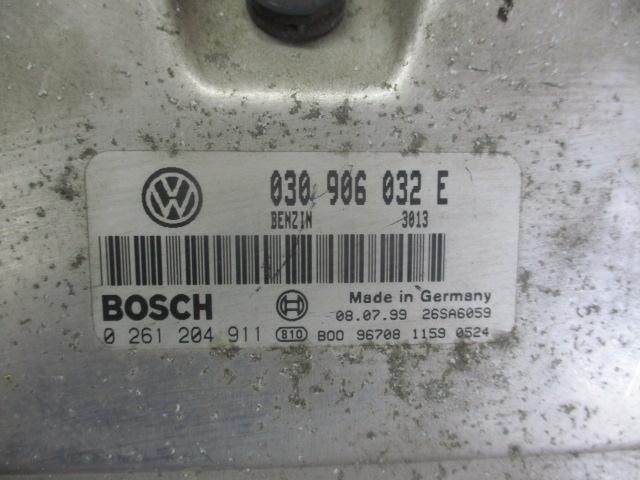 VW 030 906 032 E
BENZIN 3013
BOSCH Made in Germany
08.07.99 26SA6059
0 261 204 911 810 B00 96708 1159 0524